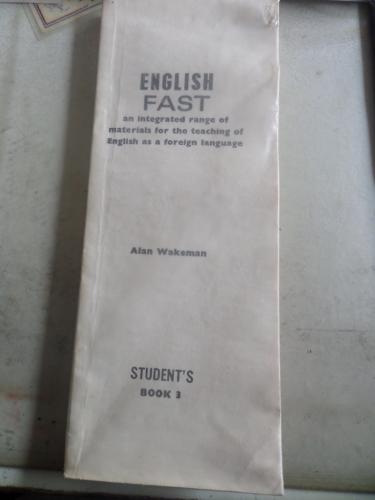 ENGLISH
FAST
an integrated range of
materials for the teaching of
English as a foreign language
Alan Wakeman
STUDENT'S
BOOK 3